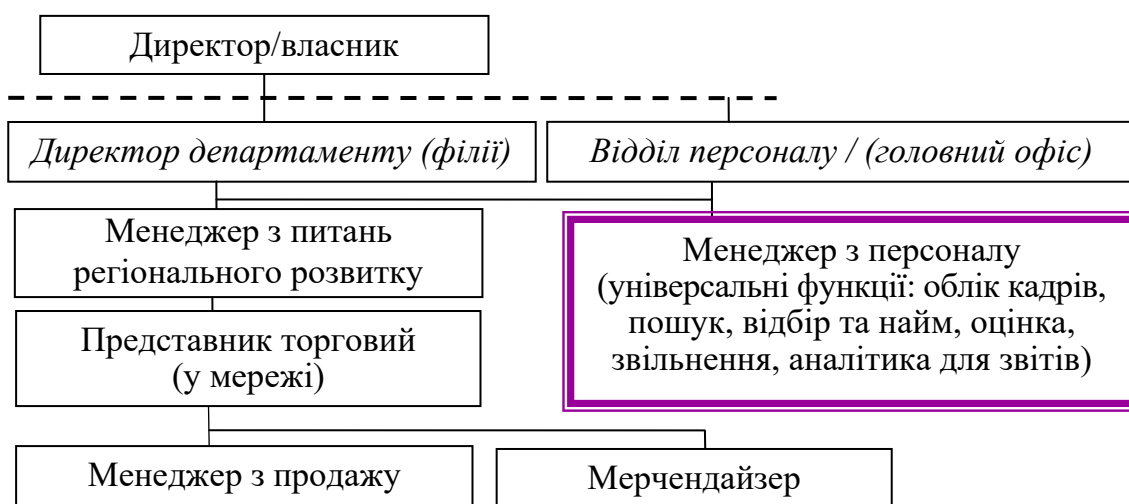 Директор/власник
Директор департаменту (філії)
Відділ персоналу / (головний офіс)
Менеджер з питань
регіонального розвитку
Менеджер з персоналу
(універсальні функції: облік кадрів,
пошук, відбір та найм, оцінка,
звільнення, аналітика для звітів)
Представник торговий
(у мережі)
Менеджер з продажу
Мерчендайзер